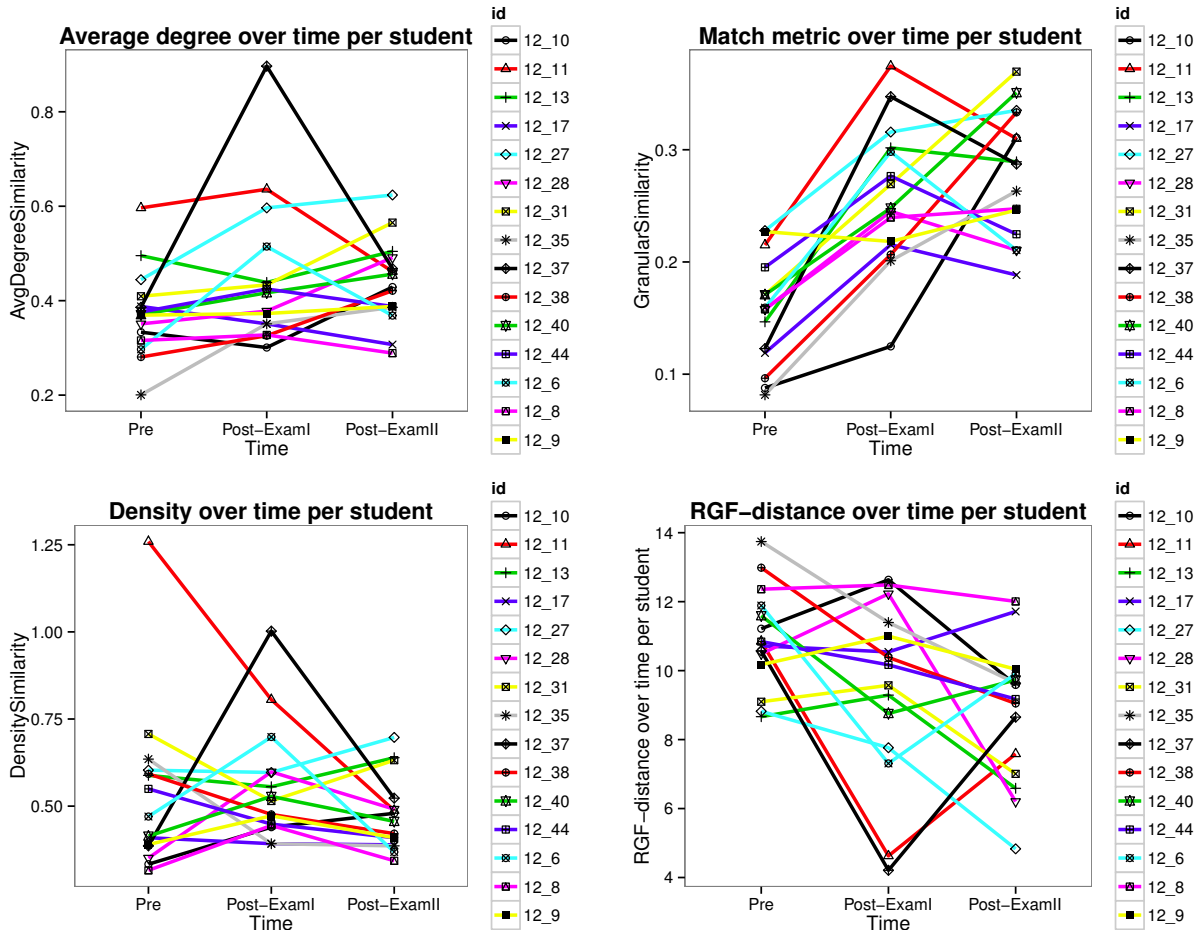 Average degree over time per student
AvgDegreeSimilarity
0.8
0.6
0.4
0.2
Pre
Post−ExamI
Post−ExamII
Time
id
12_10
12_11
12_13
12_17
12_27
12_28
12_31
12_35
12_37
12_38
12_40
12_44
12_6
12_8
12_9
Match metric over time per student
GranularSimilarity
0.3
0.2
0.1
Pre
Post−ExamI
Post−ExamII
Time
id
12_10
12_11
12_13
12_17
12_27
12_28
12_31
12_35
12_37
12_38
12_40
12_44
12_6
12_8
12_9
Density over time per student
DensitySimilarity
1.25
1.00
0.75
0.50
Pre
Post−ExamI
Post−ExamII
Time
id
12_10
12_11
12_13
12_17
12_27
12_28
12_31
12_35
12_37
12_38
12_40
12_44
12_6
12_8
12_9
RGF−distance over time per student
RGF−distance over time per student
14
12
10
8
6
4
Pre
Post−ExamI
Post−ExamII
Time
id
12_10
12_11
12_13
12_17
12_27
12_28
12_31
12_35
12_37
12_38
12_40
12_44
12_6
12_8
12_9